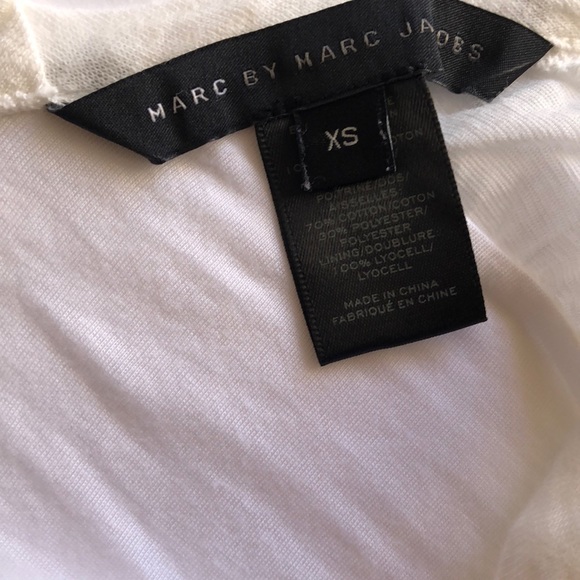 MARC BY MARC JACOBS
XS
POITRINE/DOS/
AISSELLES:
70% COTTON/COTON
30% POLYESTER/
POLYESTER
LINING/DOUBLURE
100% LYOCELL/
LYOCELL
MADE IN CHINA
FABRIQUÉ EN CHINE